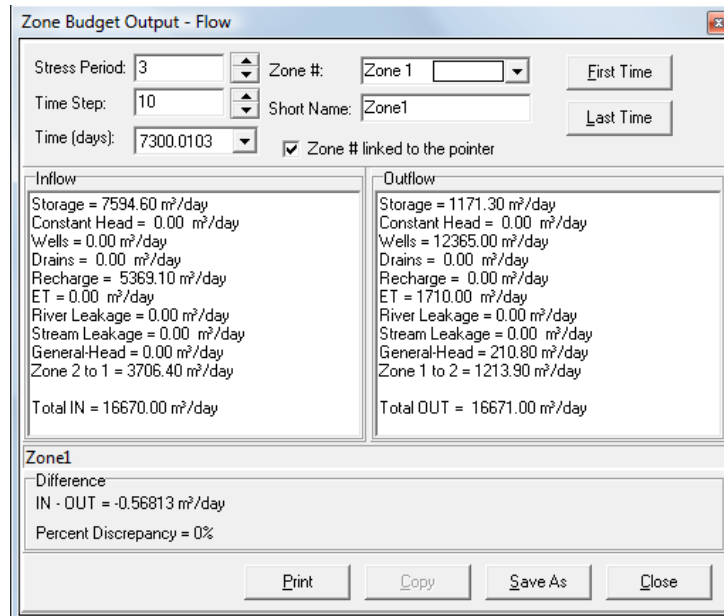 Zone Budget Output - Flow
Stress Period: 3 Zone #: Zone 1 First Time
Time Step: 10 Short Name: Zone1 Last Time
Time (days): 7300.0103 Zone # linked to the pointer
Inflow
Storage = 7594.60 m³/day
Constant Head = 0.00 m³/day
Wells = 0.00 m³/day
Drains = 0.00 m³/day
Recharge = 5369.10 m³/day
ET = 0.00 m³/day
River Leakage = 0.00 m³/day
Stream Leakage = 0.00 m³/day
General-Head = 0.00 m³/day
Zone 2 to 1 = 3706.40 m³/day
Total IN = 16670.00 m³/day
Outflow
Storage = 1171.30 m³/day
Constant Head = 0.00 m³/day
Wells = 12365.00 m³/day
Drains = 0.00 m³/day
Recharge = 0.00 m³/day
ET = 1710.00 m³/day
River Leakage = 0.00 m³/day
Stream Leakage = 0.00 m³/day
General-Head = 210.80 m³/day
Zone 1 to 2 = 1213.90 m³/day
Total OUT = 16671.00 m³/day
Zone1
Difference
IN - OUT = -0.56813 m³/day
Percent Discrepancy = 0%
Print Copy Save As Close